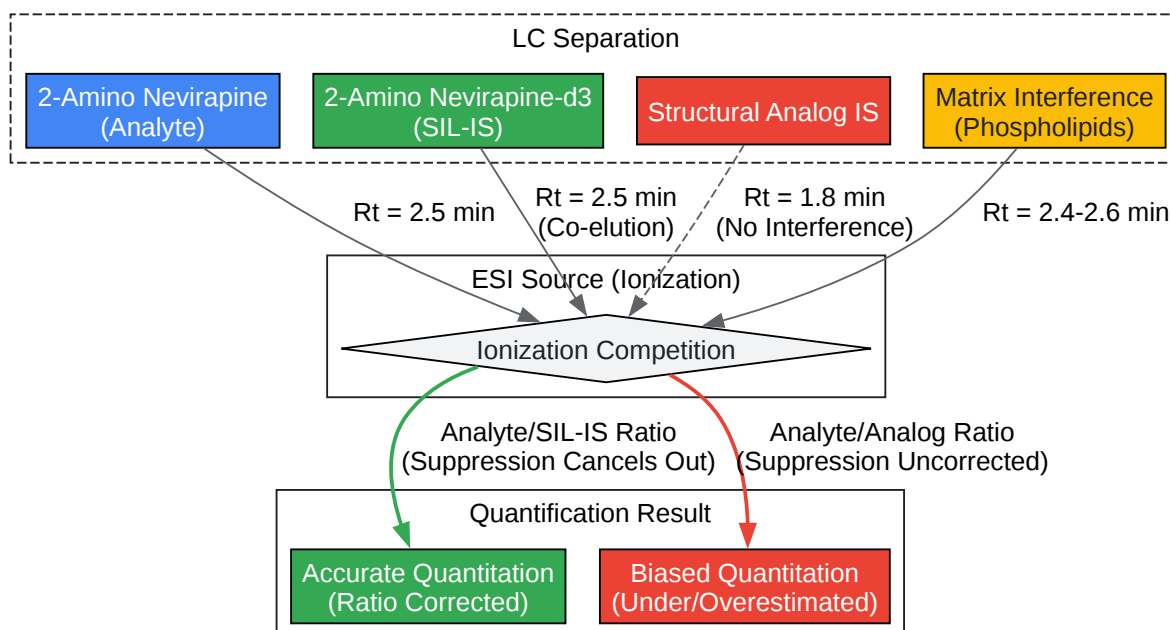 LC Separation
2-Amino Nevirapine
(Analyte)
2-Amino Nevirapine-d3
(SIL-IS)
Structural Analog IS
Matrix Interference
(Phospholipids)
Rt = 2.5 min
Rt = 2.5 min
(Co-elution)
Rt = 1.8 min
(No Interference)
Rt = 2.4-2.6 min
ESI Source (Ionization)
Ionization Competition
Analyte/SIL-IS Ratio
(Suppression Cancels Out)
Analyte/Analog Ratio
(Suppression Uncorrected)
Quantification Result
Accurate Quantitation
(Ratio Corrected)
Biased Quantitation
(Under/Overestimated)